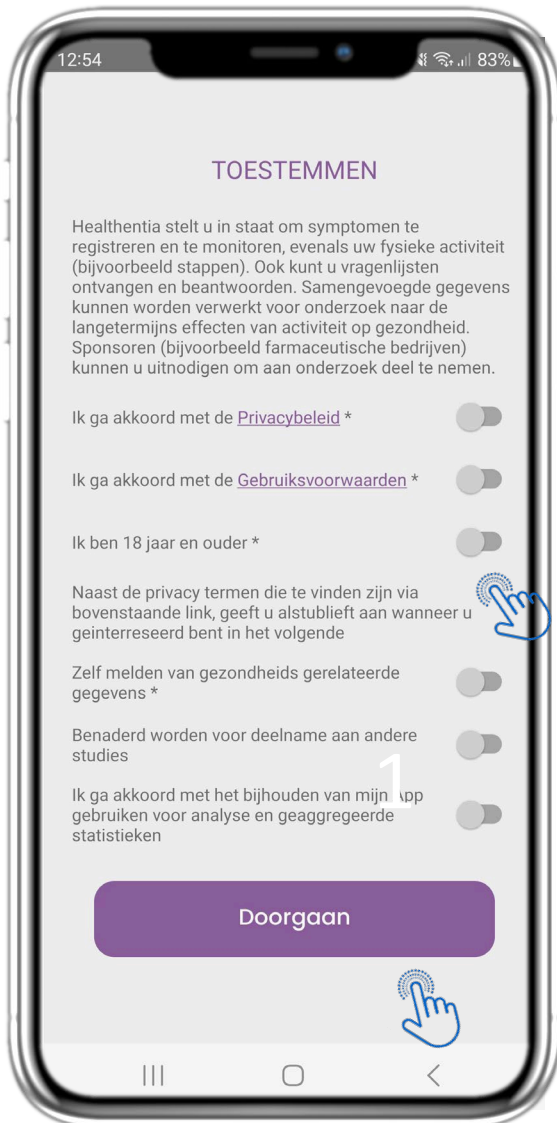 12:54
83%
TOESTEMMEN
Healthentia stelt u in staat om symptomen te
registreren en te monitoren, evenals uw fysieke activiteit
(bijvoorbeeld stappen). Ook kunt u vragenlijsten
ontvangen en beantwoorden. Samengevoegde gegevens
kunnen worden verwerkt voor onderzoek naar de
langetermijns effecten van activiteit op gezondheid.
Sponsoren (bijvoorbeeld farmaceutische bedrijven)
kunnen u uitnodigen om aan onderzoek deel te nemen.
Ik ga akkoord met de Privacybeleid *
Ik ga akkoord met de Gebruiksvoorwaarden *
Ik ben 18 jaar en ouder *
Naast de privacy termen die te vinden zijn via
bovenstaande link, geeft u alstublieft aan wanneer u
geinterreseerd bent in het volgende
Zelf melden van gezondheids gerelateerde
gegevens *
Benaderd worden voor deelname aan andere
studies
1
Ik ga akkoord met het bijhouden van mijn App
gebruiken voor analyse en geaggregeerde
statistieken
Doorgaan